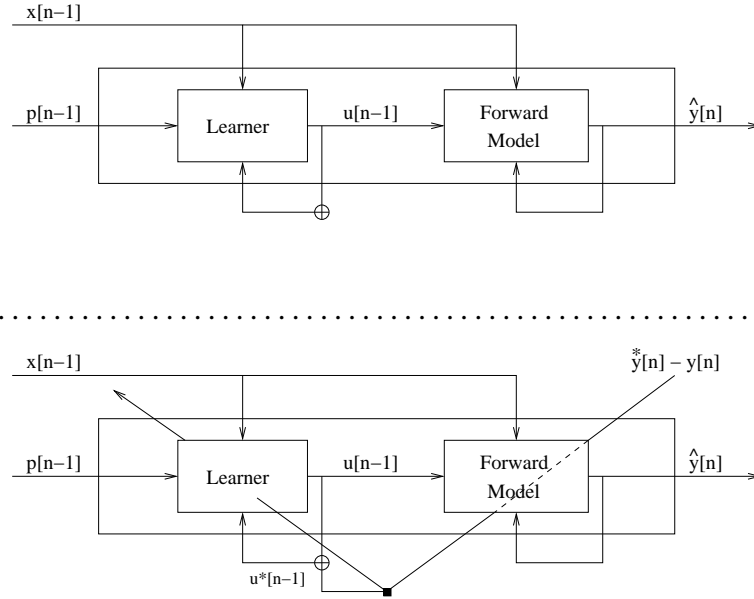 x[n−1]
p[n−1]
Learner
u[n−1]
Forward
Model
ŷ[n]
x[n−1]
y*[n] − y[n]
p[n−1]
Learner
u[n−1]
Forward
Model
ŷ[n]
u*[n−1]